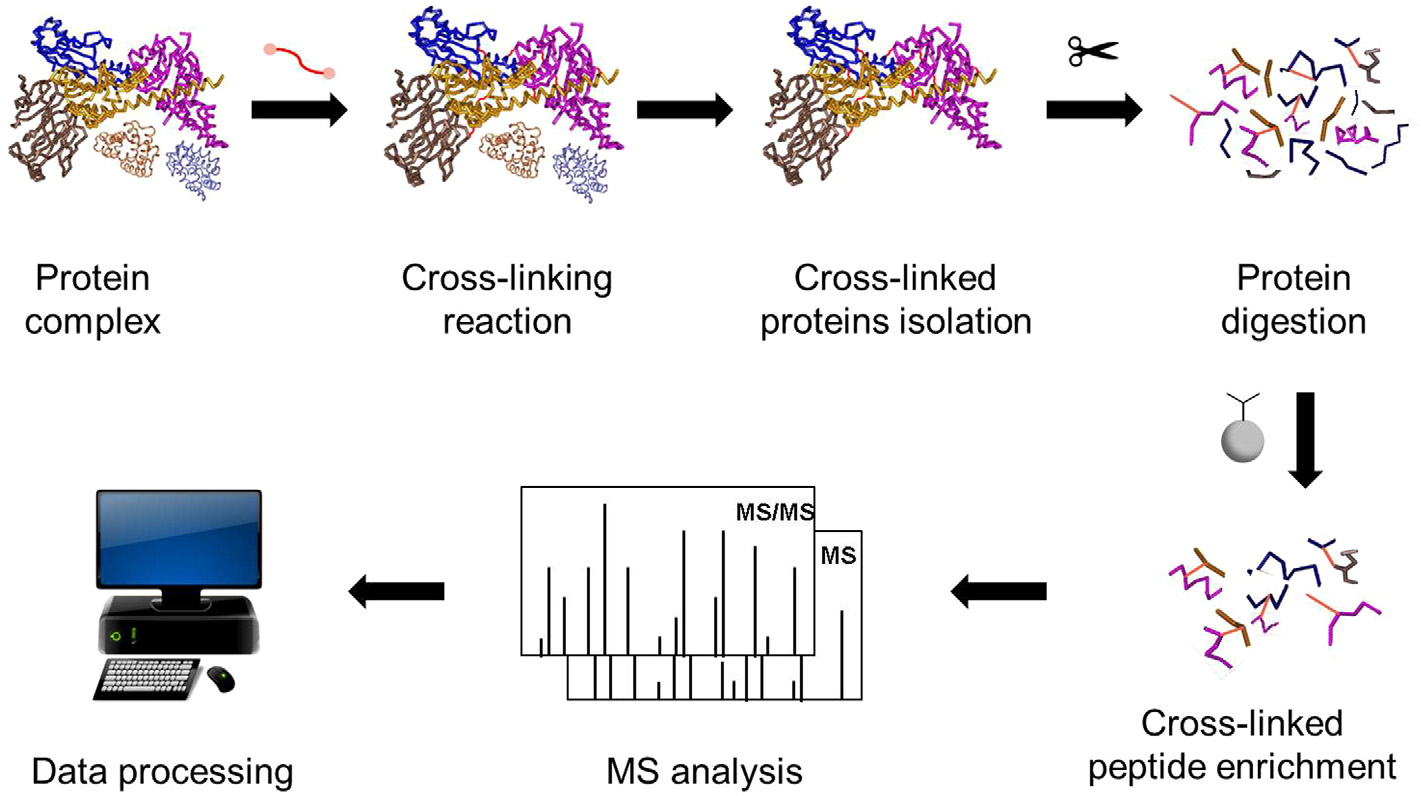 Protein
complex
Cross-linking
reaction
Cross-linked
proteins isolation
Protein
digestion
MS/MS
MS
Cross-linked
peptide enrichment
MS analysis
Data processing